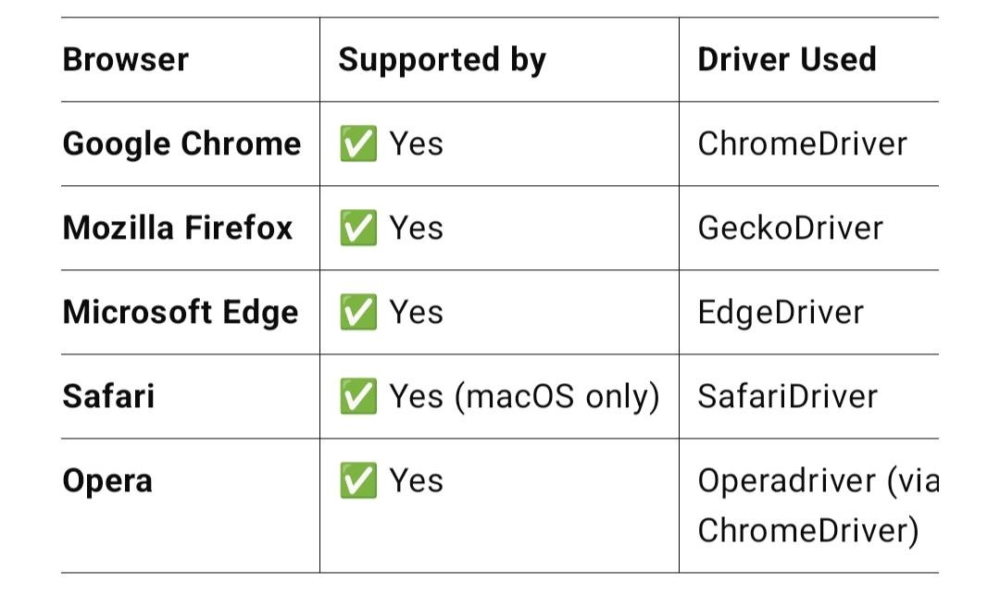 Browser Supported by Driver Used
Google Chrome ✅ Yes ChromeDriver
Mozilla Firefox ✅ Yes GeckoDriver
Microsoft Edge ✅ Yes EdgeDriver
Safari ✅ Yes (macOS only) SafariDriver
Opera ✅ Yes Operadriver (via
ChromeDriver)